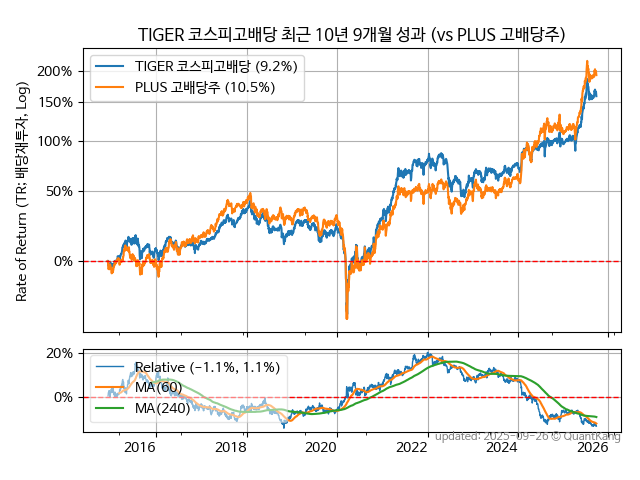 TIGER 코스피고배당 최근 10년 9개월 성과 (vs PLUS 고배당주)
TIGER 코스피고배당 (9.2%)
PLUS 고배당주 (10.5%)
Rate of Return (TR: 배당재투자, Log)
200%
150%
100%
50%
0%
20%
0%
Relative (−1.1%, 1.1%)
MA(60)
MA(240)
2016
2018
2020
2022
2024
2026
updated: 2025-09-26 © QuantKang